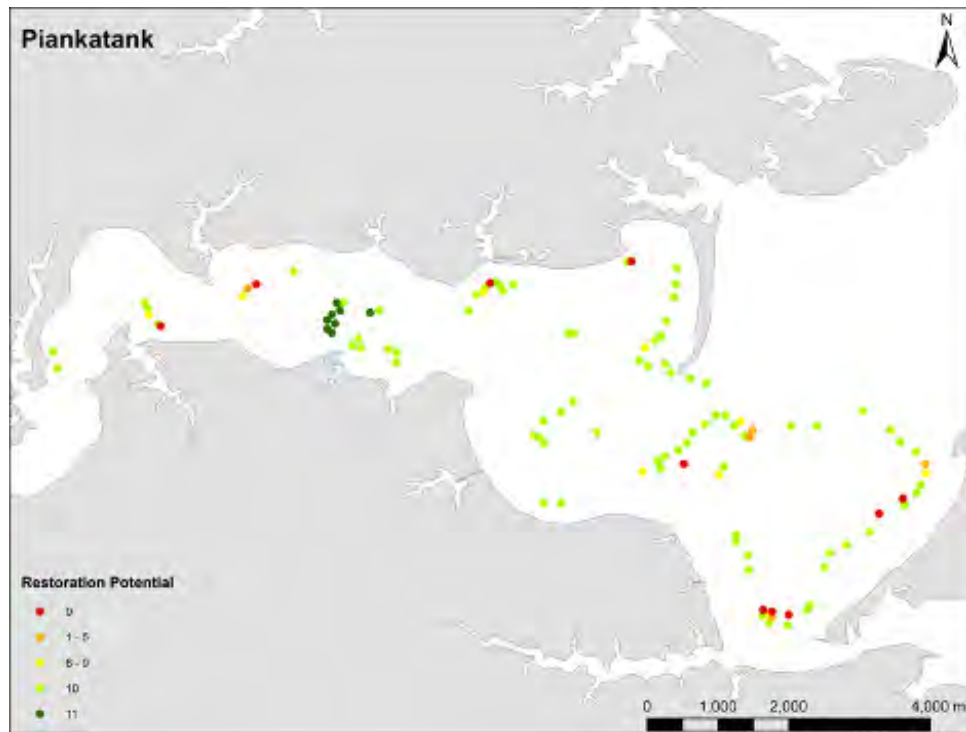 Piankatank
N
Restoration Potential
0
1 - 5
6 - 9
10
11
0 1,000 2,000 4,000 m